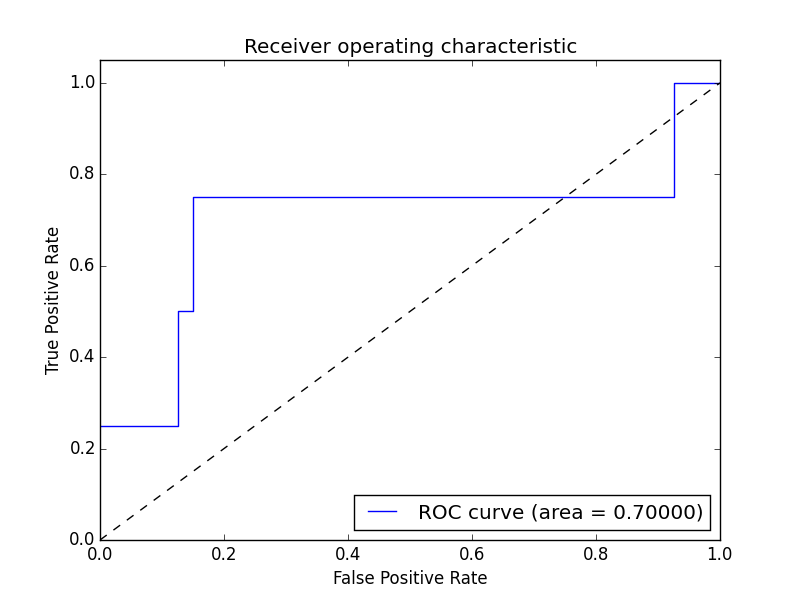 Receiver operating characteristic
1.0
0.8
0.6
0.4
0.2
0.0
True Positive Rate
ROC curve (area = 0.70000)
0.0 0.2 0.4 0.6 0.8 1.0
False Positive Rate